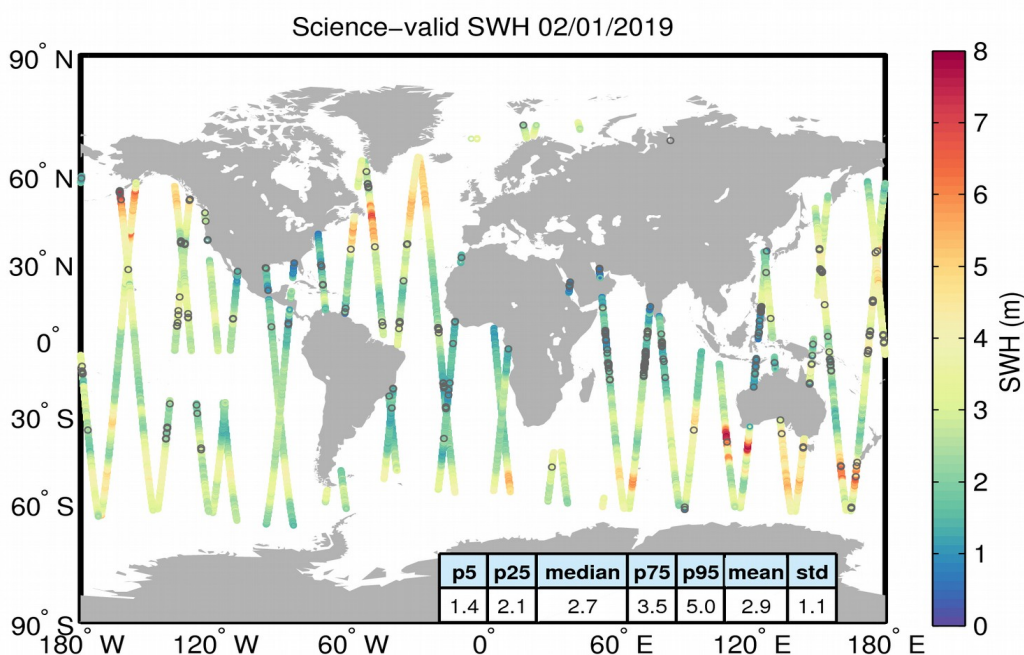 Science−valid SWH 02/01/2019
90° N
60° N
30° N
0°
30° S
60° S
90° S
180° W
120° W
60° W
0°
60° E
120° E
180° E
p5 p25 median p75 p95 mean std
1.4 2.1 2.7 3.5 5.0 2.9 1.1
8
7
6
5
4
3
2
1
0
SWH (m)